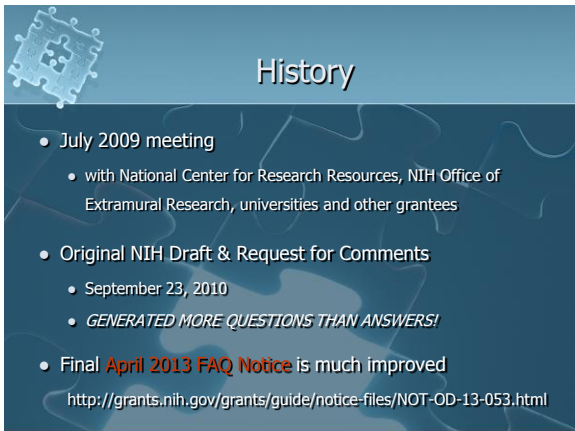 History
July 2009 meeting
with National Center for Research Resources, NIH Office of
Extramural Research, universities and other grantees
Original NIH Draft & Request for Comments
September 23, 2010
GENERATED MORE QUESTIONS THAN ANSWERS!
Final April 2013 FAQ Notice is much improved
http://grants.nih.gov/grants/guide/notice-files/NOT-OD-13-053.html